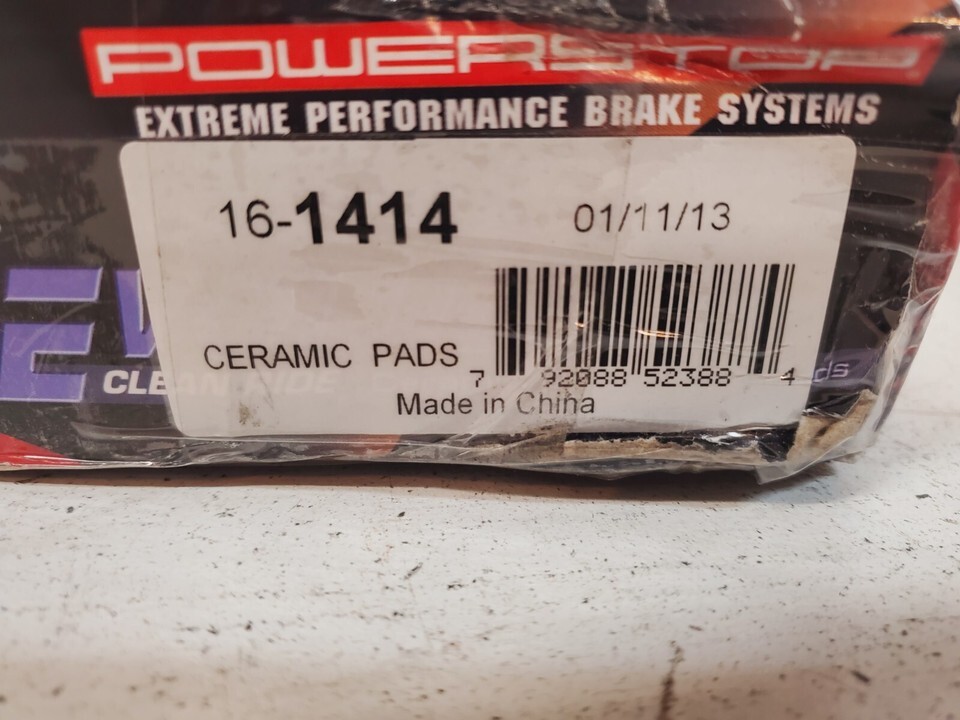 POWERSTOP
EXTREME PERFORMANCE BRAKE SYSTEMS
16-1414 01/11/13
CERAMIC PADS
7 92088 52388 4
Made in China